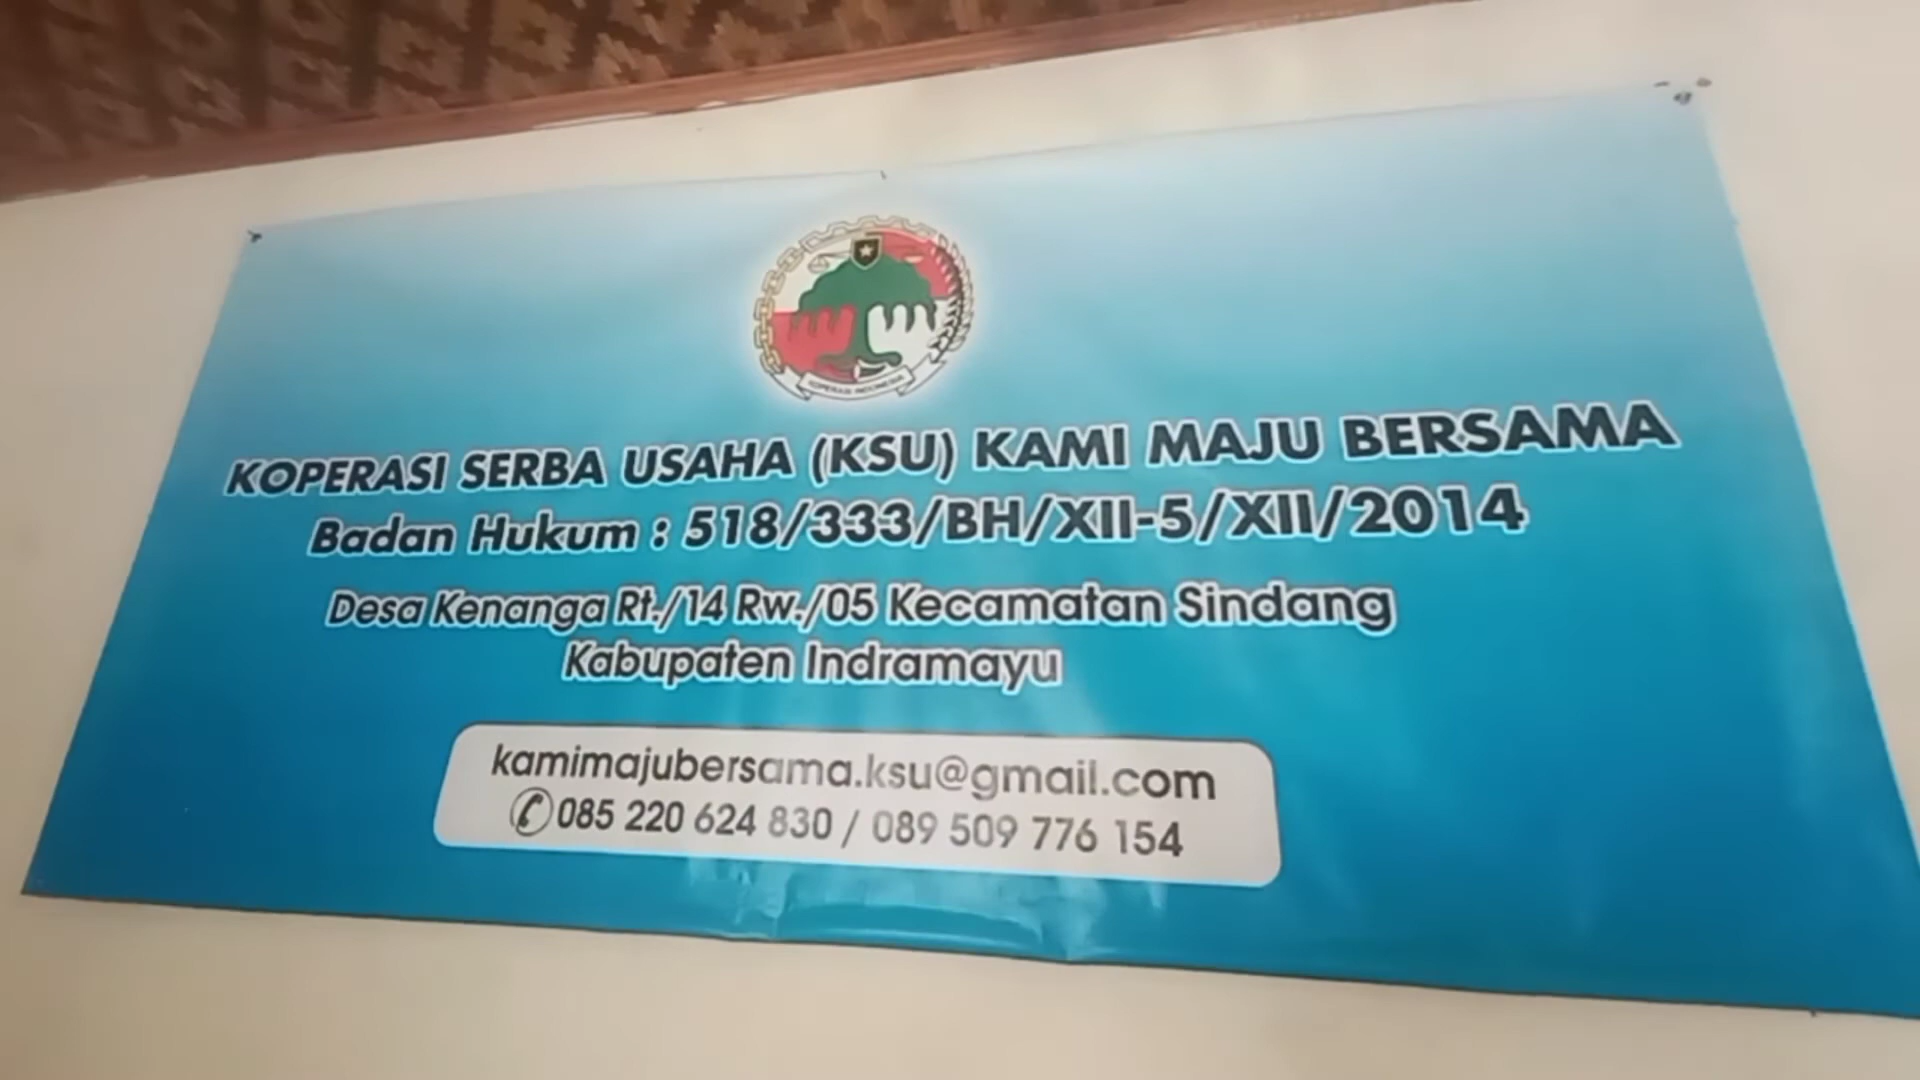 KOPERASI INDONESIA
KOPERASI SERBA USAHA (KSU) KAMI MAJU BERSAMA
Badan Hukum : 518/333/BH/XII-5/XII/2014
Desa Kenanga Rt./14 Rw./05 Kecamatan Sindang
Kabupaten Indramayu
kamimajubersama.ksu@gmail.com
085 220 624 830 / 089 509 776 154